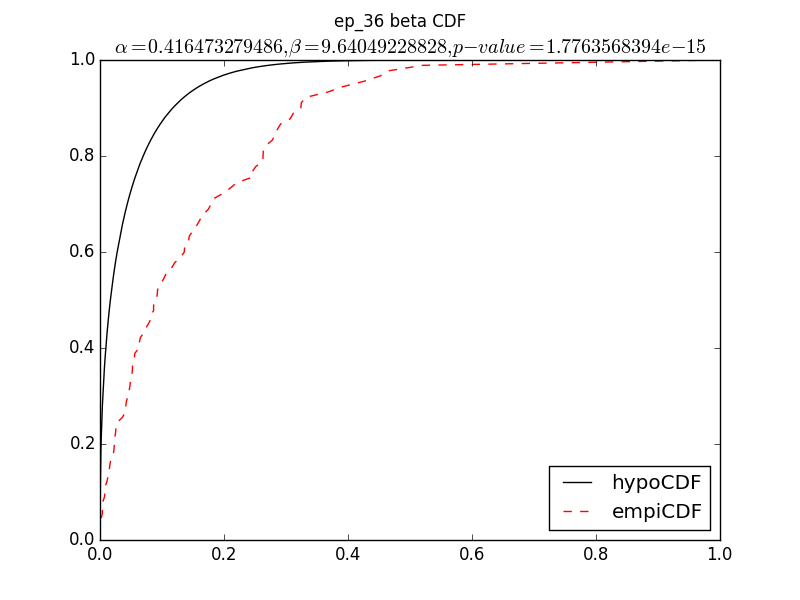 ep_36 beta CDF
α=0.416473279486,β=9.64049228828,p−value=1.7763568394e−15
1.0
0.8
0.6
0.4
0.2
0.0
0.0 0.2 0.4 0.6 0.8 1.0
hypoCDF
empiCDF